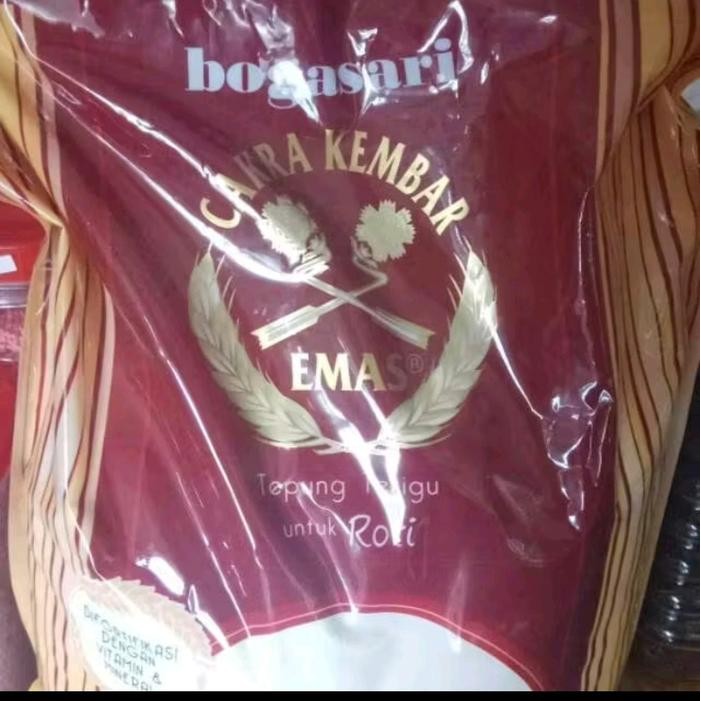 bogasari
CAKRA KEMBAR
EMAS®
Tepung Terigu
untuk Roti
DIFORTIFIKASI
DENGAN
VITAMIN &
MINERAL